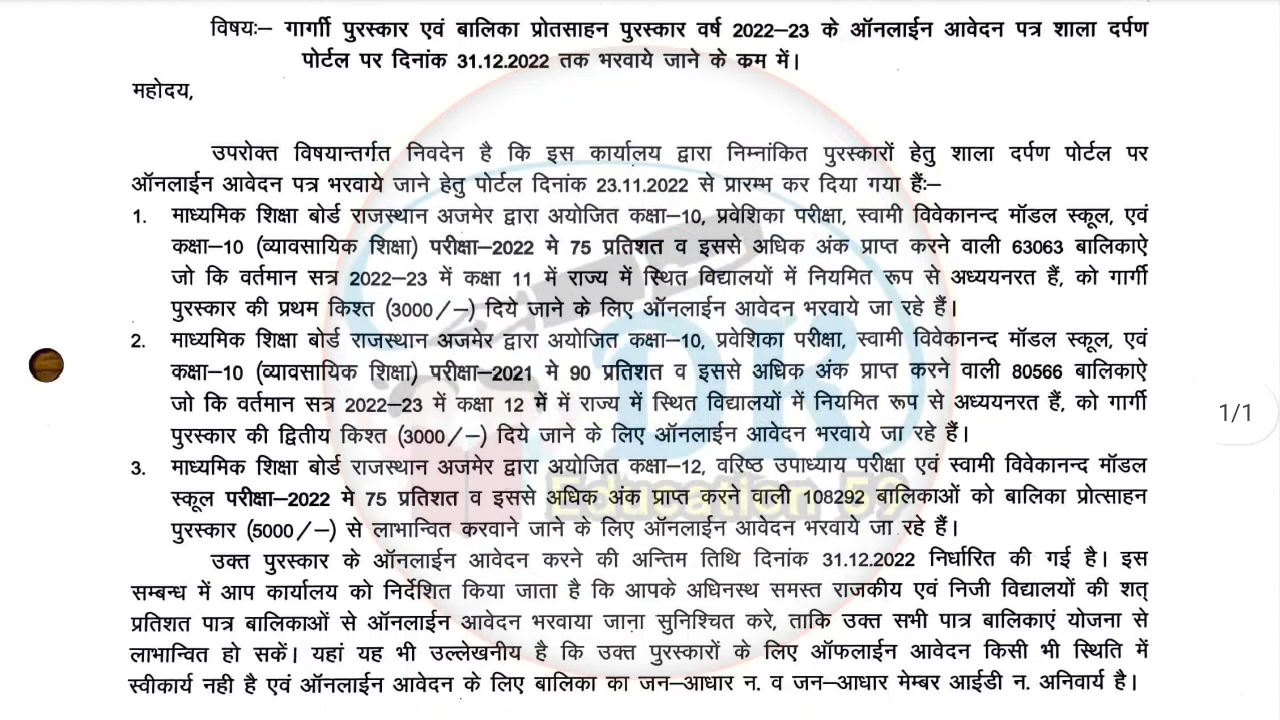 विषयः– गार्गी पुरस्कार एवं बालिका प्रोतसाहन पुरस्कार वर्ष 2022–23 के ऑनलाईन आवेदन पत्र शाला दर्पण
पोर्टल पर दिनांक 31.12.2022 तक भरवाये जाने के कम में।
महोदय,
उपरोक्त विषयान्तर्गत निवदेन है कि इस कार्यालय द्वारा निम्नांकित पुरस्कारों हेतु शाला दर्पण पोर्टल पर
ऑनलाईन आवेदन पत्र भरवाये जाने हेतु पोर्टल दिनांक 23.11.2022 से प्रारम्भ कर दिया गया हैंः–
1. माध्यमिक शिक्षा बोर्ड राजस्थान अजमेर द्वारा अयोजित कक्षा–10, प्रवेशिका परीक्षा, स्वामी विवेकानन्द मॉडल स्कूल, एवं
कक्षा–10 (व्यावसायिक शिक्षा) परीक्षा–2022 मे 75 प्रतिशत व इससे अधिक अंक प्राप्त करने वाली 63063 बालिकाऐ
जो कि वर्तमान सत्र 2022–23 में कक्षा 11 में राज्य में स्थित विद्यालयों में नियमित रूप से अध्ययनरत हैं, को गार्गी
पुरस्कार की प्रथम किश्त (3000/–) दिये जाने के लिए ऑनलाईन आवेदन भरवाये जा रहे हैं।
2. माध्यमिक शिक्षा बोर्ड राजस्थान अजमेर द्वारा अयोजित कक्षा–10, प्रवेशिका परीक्षा, स्वामी विवेकानन्द मॉडल स्कूल, एवं
कक्षा–10 (व्यावसायिक शिक्षा) परीक्षा–2021 मे 90 प्रतिशत व इससे अधिक अंक प्राप्त करने वाली 80566 बालिकाऐ
जो कि वर्तमान सत्र 2022–23 में कक्षा 12 में में राज्य में स्थित विद्यालयों में नियमित रूप से अध्ययनरत हैं, को गार्गी
पुरस्कार की द्वितीय किश्त (3000/–) दिये जाने के लिए ऑनलाईन आवेदन भरवाये जा रहे हैं।
3. माध्यमिक शिक्षा बोर्ड राजस्थान अजमेर द्वारा अयोजित कक्षा–12, वरिष्ठ उपाध्याय परीक्षा एवं स्वामी विवेकानन्द मॉडल
स्कूल परीक्षा–2022 मे 75 प्रतिशत व इससे अधिक अंक प्राप्त करने वाली 108292 बालिकाओं को बालिका प्रोत्साहन
पुरस्कार (5000/–) से लाभान्वित करवाने जाने के लिए ऑनलाईन आवेदन भरवाये जा रहे हैं।
उक्त पुरस्कार के ऑनलाईन आवेदन करने की अन्तिम तिथि दिनांक 31.12.2022 निर्धारित की गई है। इस
सम्बन्ध में आप कार्यालय को निर्देशित किया जाता है कि आपके अधिनस्थ समस्त राजकीय एवं निजी विद्यालयों की शत्
प्रतिशत पात्र बालिकाओं से ऑनलाईन आवेदन भरवाया जाना सुनिश्चित करे, ताकि उक्त सभी पात्र बालिकाएं योजना से
लाभान्वित हो सकें। यहां यह भी उल्लेखनीय है कि उक्त पुरस्कारों के लिए ऑफलाईन आवेदन किसी भी स्थिति में
स्वीकार्य नही है एवं ऑनलाईन आवेदन के लिए बालिका का जन–आधार न. व जन–आधार मेम्बर आईडी न. अनिवार्य है।
1/1
DR
Education 59